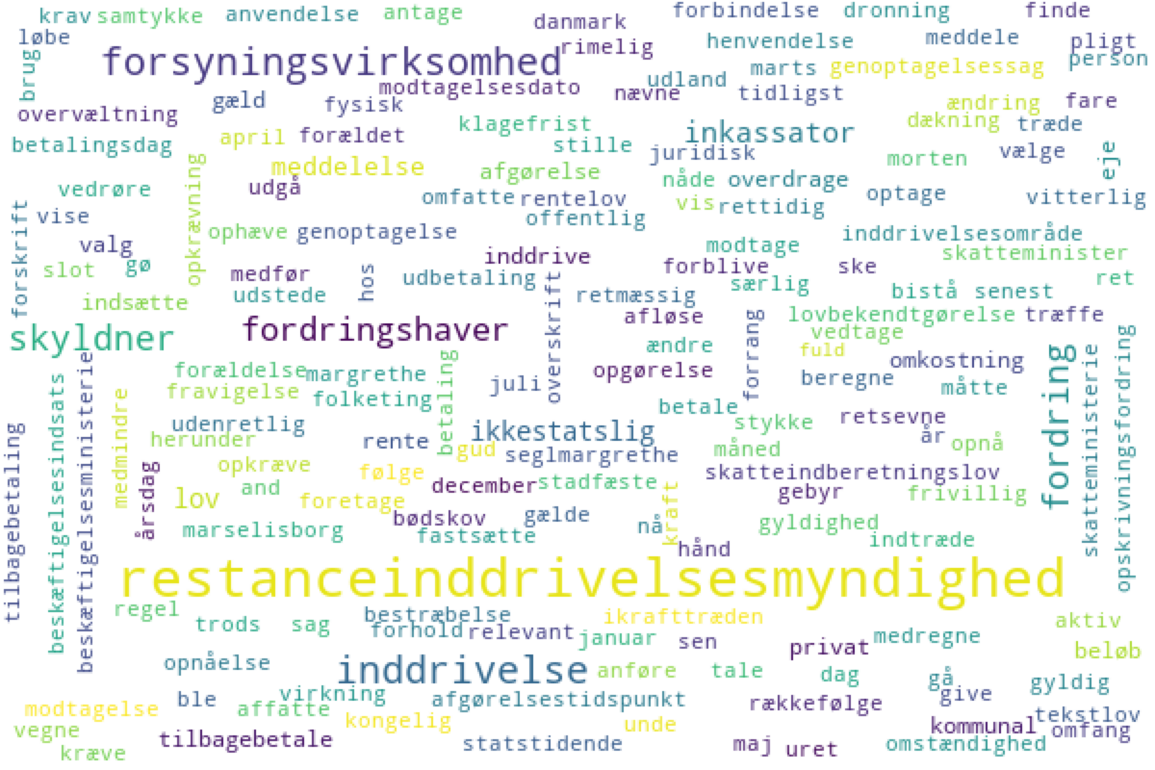 krav samtykke anvendelse antage danmark forbindelse dronning finde
løbe forsyningsvirksomhed rimelig henvendelse meddele pligt person
brug modtagelsesdato udland marts genoptagelsessag
overvæltning gæld fysisk nævne tidligst ændring fare
betalingsdag april forældet klagefrist stille inkassator dækning træde
meddelelse afgørelse juridisk morten vælge eje
vedrøre opkrævning udgå omfatte rentelov nåde overdrage optage vitterlig
forskrift vise offentlig vis rettidig
valg ophæve genoptagelse modtage inddrivelsesområde
slot gø medfør hos udbetaling inddrive forblive ske skatteminister ret
indsætte udstede overskrift retmæssig særlig bistå senest
skyldner fordringshaver afløse forrang lovbekendtgørelse træffe
ændre vedtage fuld
forældelse margrethe betaling juli opgørelse beregne omkostning fordring skatteministerie opskrivningsfordring
tilbagebetaling beskæftigelsesindsats beskæftigelsesministerie medmindre fravigelse folketing måtte
udenretlig betale stykke retsevne
herunder rente ikkestatslig år opnå
årsdag opkræve følge gud seglmargrethe måned skatteindberetningslov
lov and foretage december stadfæste kraft gebyr frivillig
marselisborg bødskov gælde nå gyldighed
fastsætte hånd indtræde
restanceinddrivelsesmyndighed
regel bestræbelse ikrafttræden aktiv
trods sag forhold relevant januar sen privat medregne beløb
opnåelse inddrivelse anføre tale dag gå gyldig
modtagelse ble virkning afgørelsestidspunkt rækkefølge give
vegne affatte kongelig unde kommunal tekstlov omfang
kræve tilbagebetale statstidende maj uret omstændighed